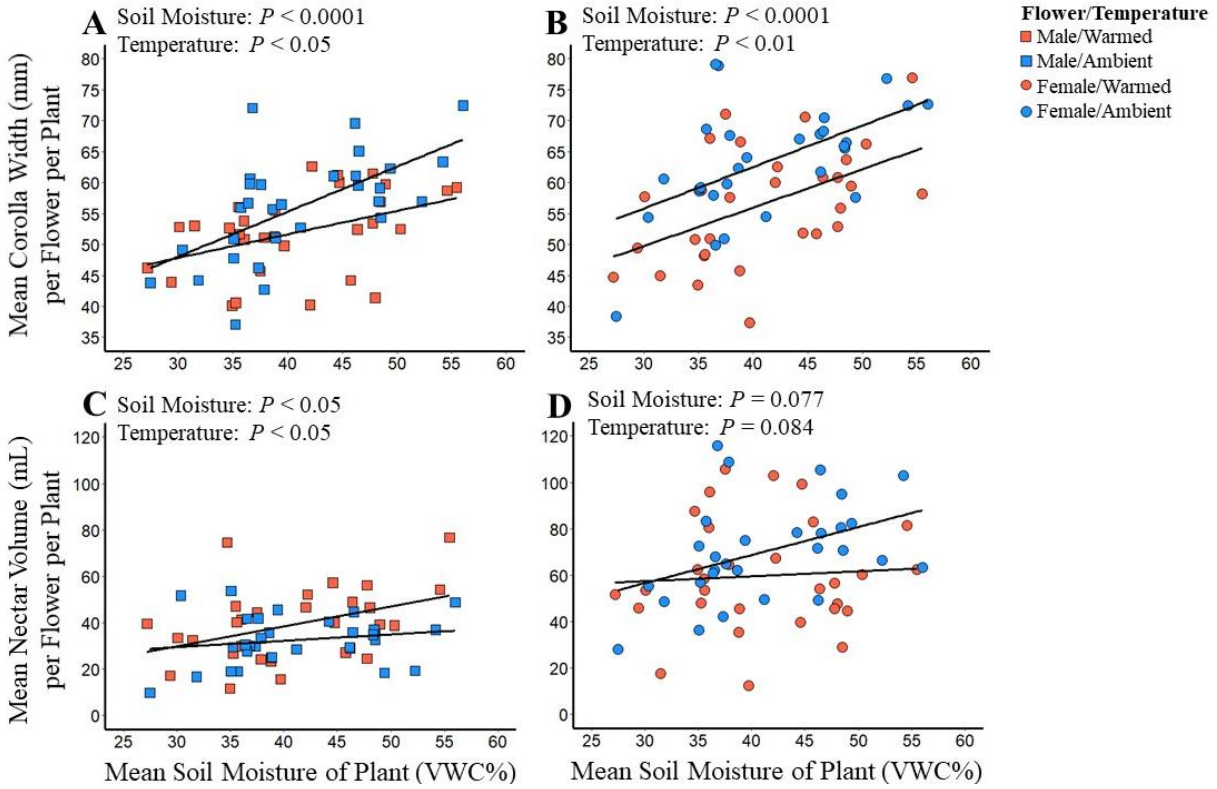 A
Soil Moisture: P < 0.0001
Temperature: P < 0.05
B
Soil Moisture: P < 0.0001
Temperature: P < 0.01
Flower/Temperature
Male/Warmed
Male/Ambient
Female/Warmed
Female/Ambient
Mean Corolla Width (mm)
per Flower per Plant
80
75
70
65
60
55
50
45
40
35
25 30 35 40 45 50 55 60
80
75
70
65
60
55
50
45
40
35
25 30 35 40 45 50 55 60
C
Soil Moisture: P < 0.05
Temperature: P < 0.05
D
Soil Moisture: P = 0.077
Temperature: P = 0.084
Mean Nectar Volume (mL)
per Flower per Plant
120
100
80
60
40
20
0
25 30 35 40 45 50 55 60
120
100
80
60
40
20
0
25 30 35 40 45 50 55 60
Mean Soil Moisture of Plant (VWC%)
Mean Soil Moisture of Plant (VWC%)